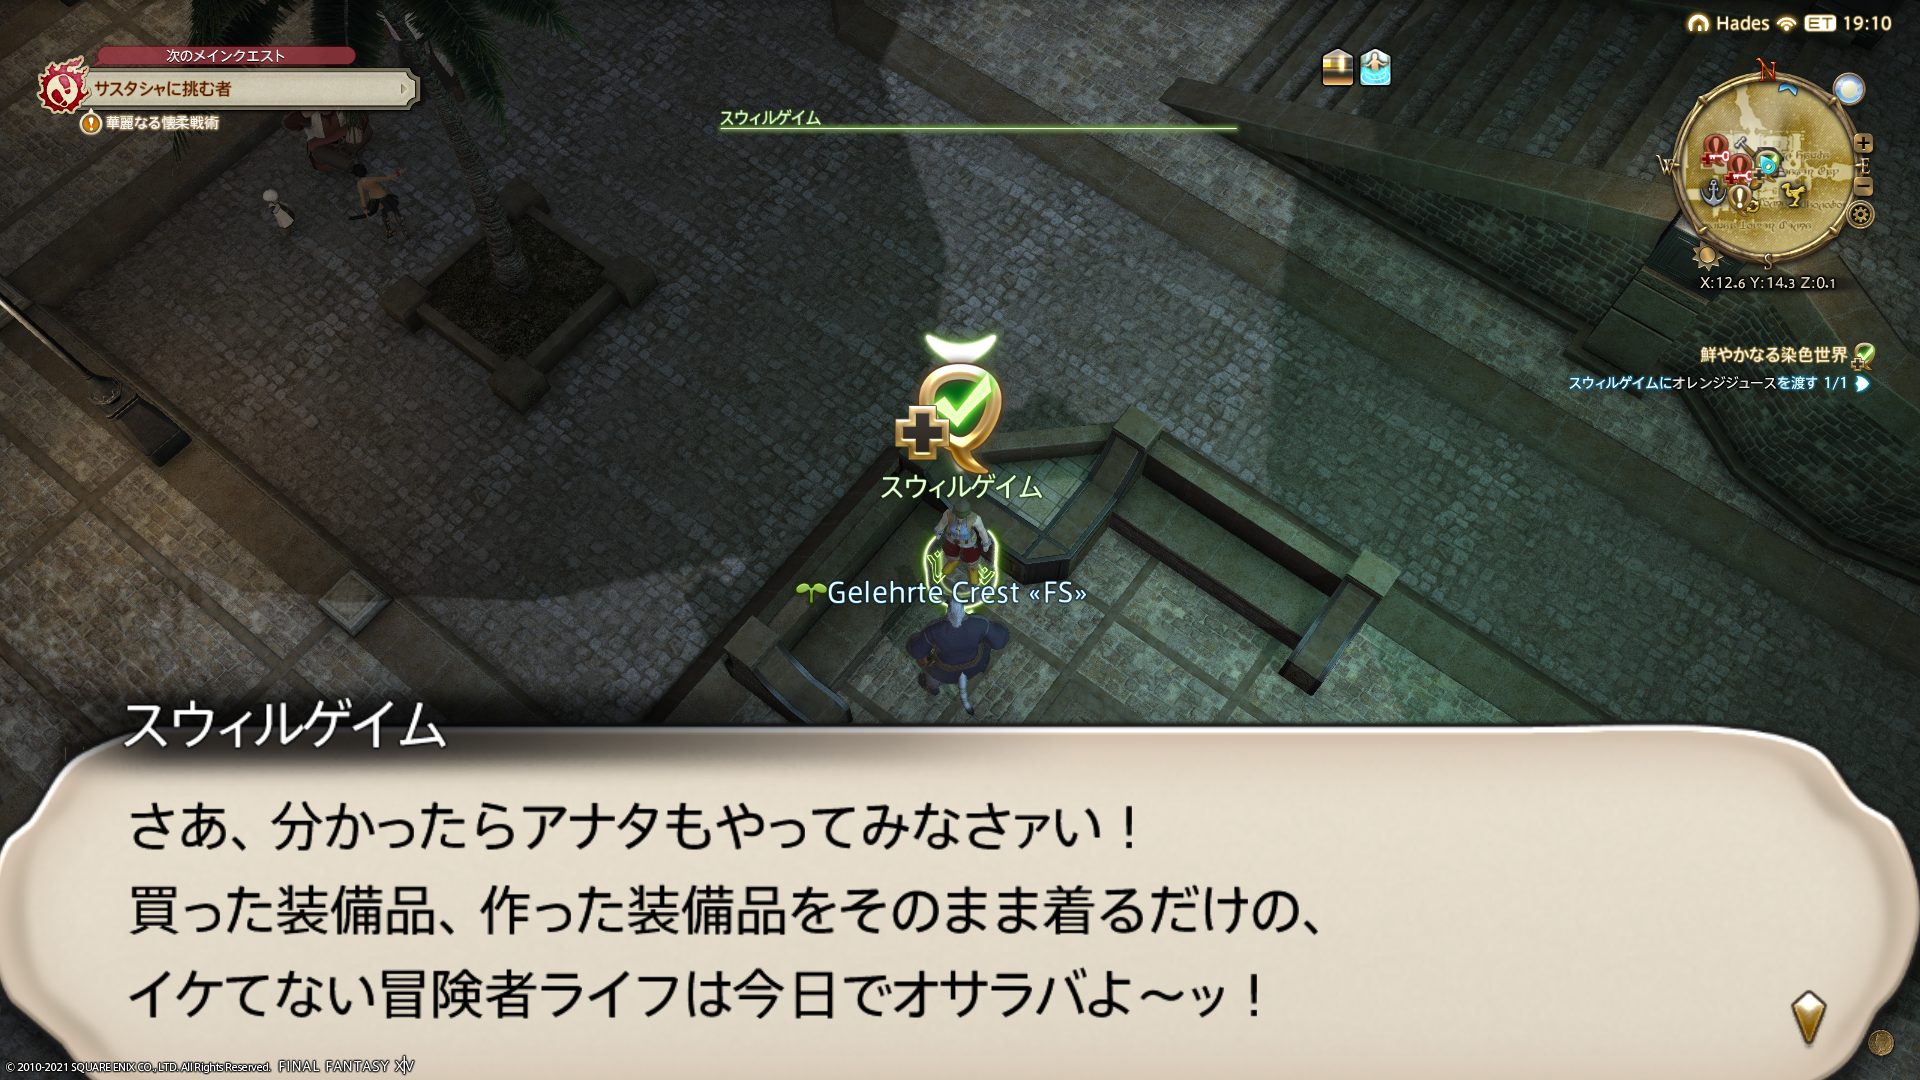 Hades ET 19:10
次のメインクエスト
サスタシャに挑む者
華麗なる懐柔戦術
スウィルゲイム
N
W
E
S
X:12.6 Y:14.3 Z:0.1
鮮やかなる染色世界
スウィルゲイムにオレンジジュースを渡す 1/1
スウィルゲイム
Gelehrte Crest «FS»
スウィルゲイム
さあ、分かったらアナタもやってみなさァい！
買った装備品、作った装備品をそのまま着るだけの、
イケてない冒険者ライフは今日でオサラバよ～ッ！
© 2010-2021 SQUARE ENIX CO., LTD. All Rights Reserved. FINAL FANTASY XIV